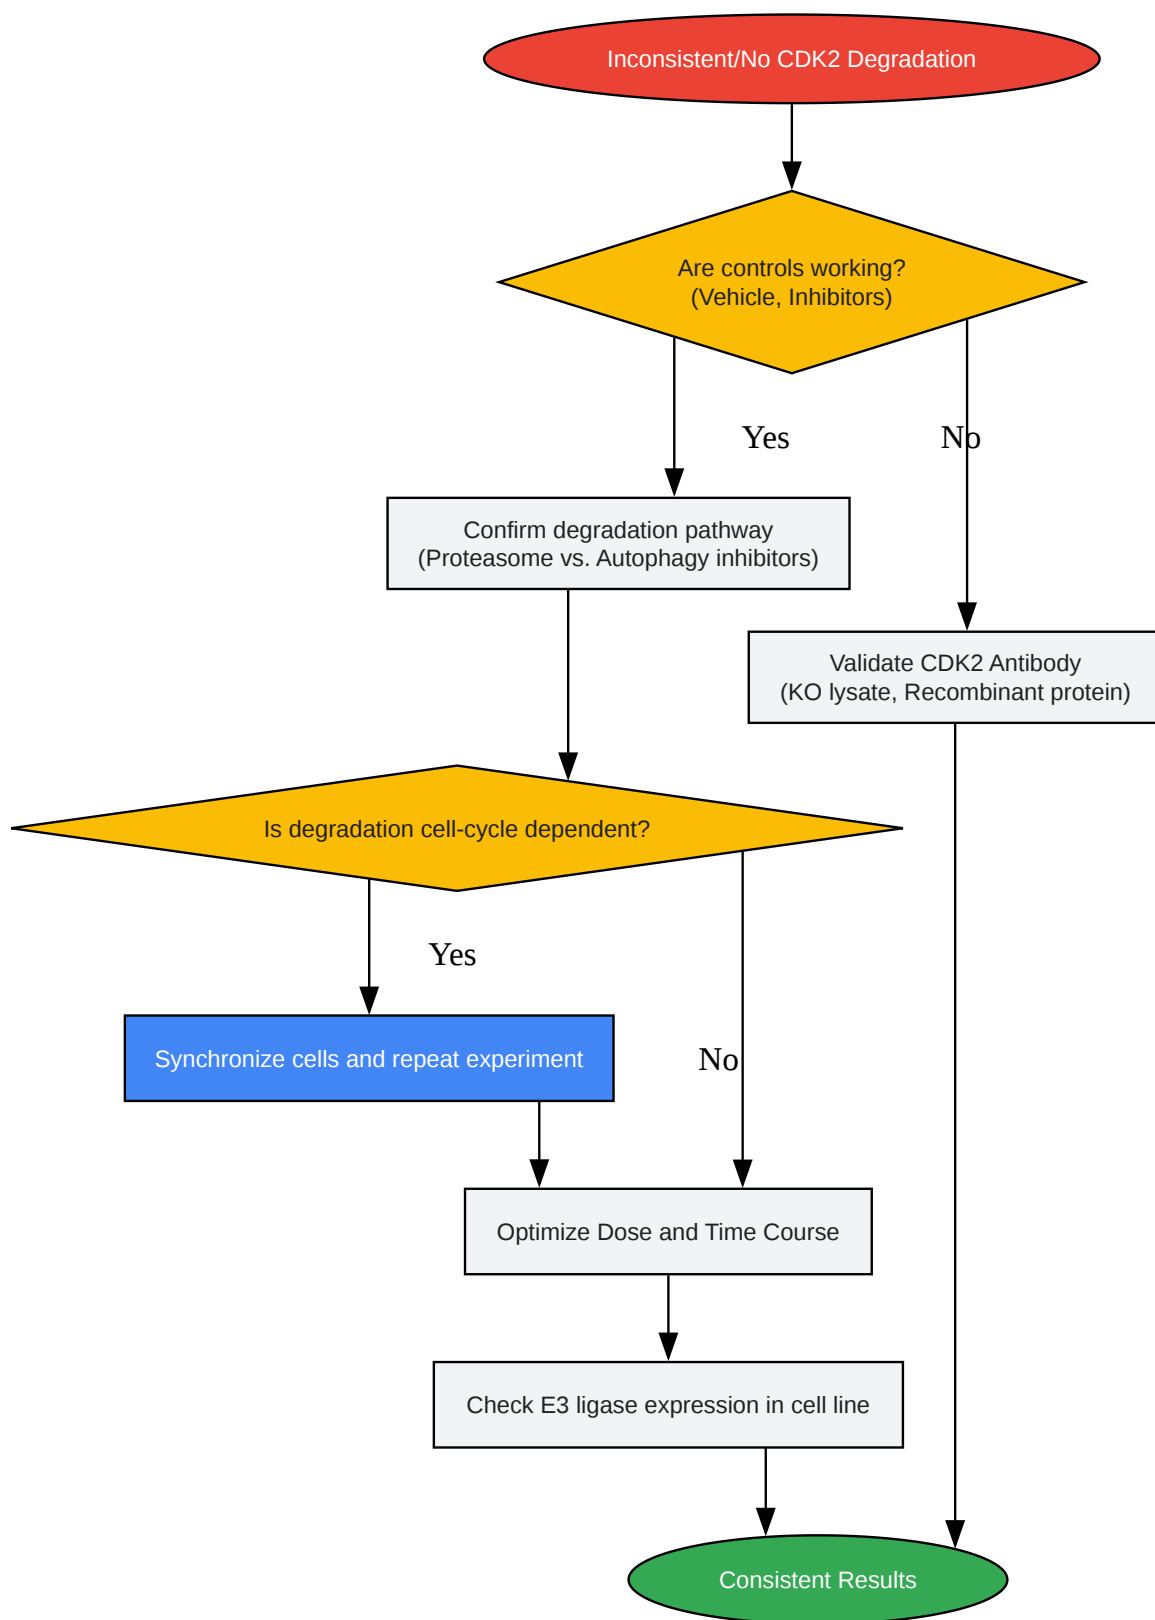 Inconsistent/No CDK2 Degradation
Are controls working?
(Vehicle, Inhibitors)
Yes
No
Confirm degradation pathway
(Proteasome vs. Autophagy inhibitors)
Validate CDK2 Antibody
(KO lysate, Recombinant protein)
Is degradation cell-cycle dependent?
Yes
Synchronize cells and repeat experiment
No
Optimize Dose and Time Course
Check E3 ligase expression in cell line
Consistent Results